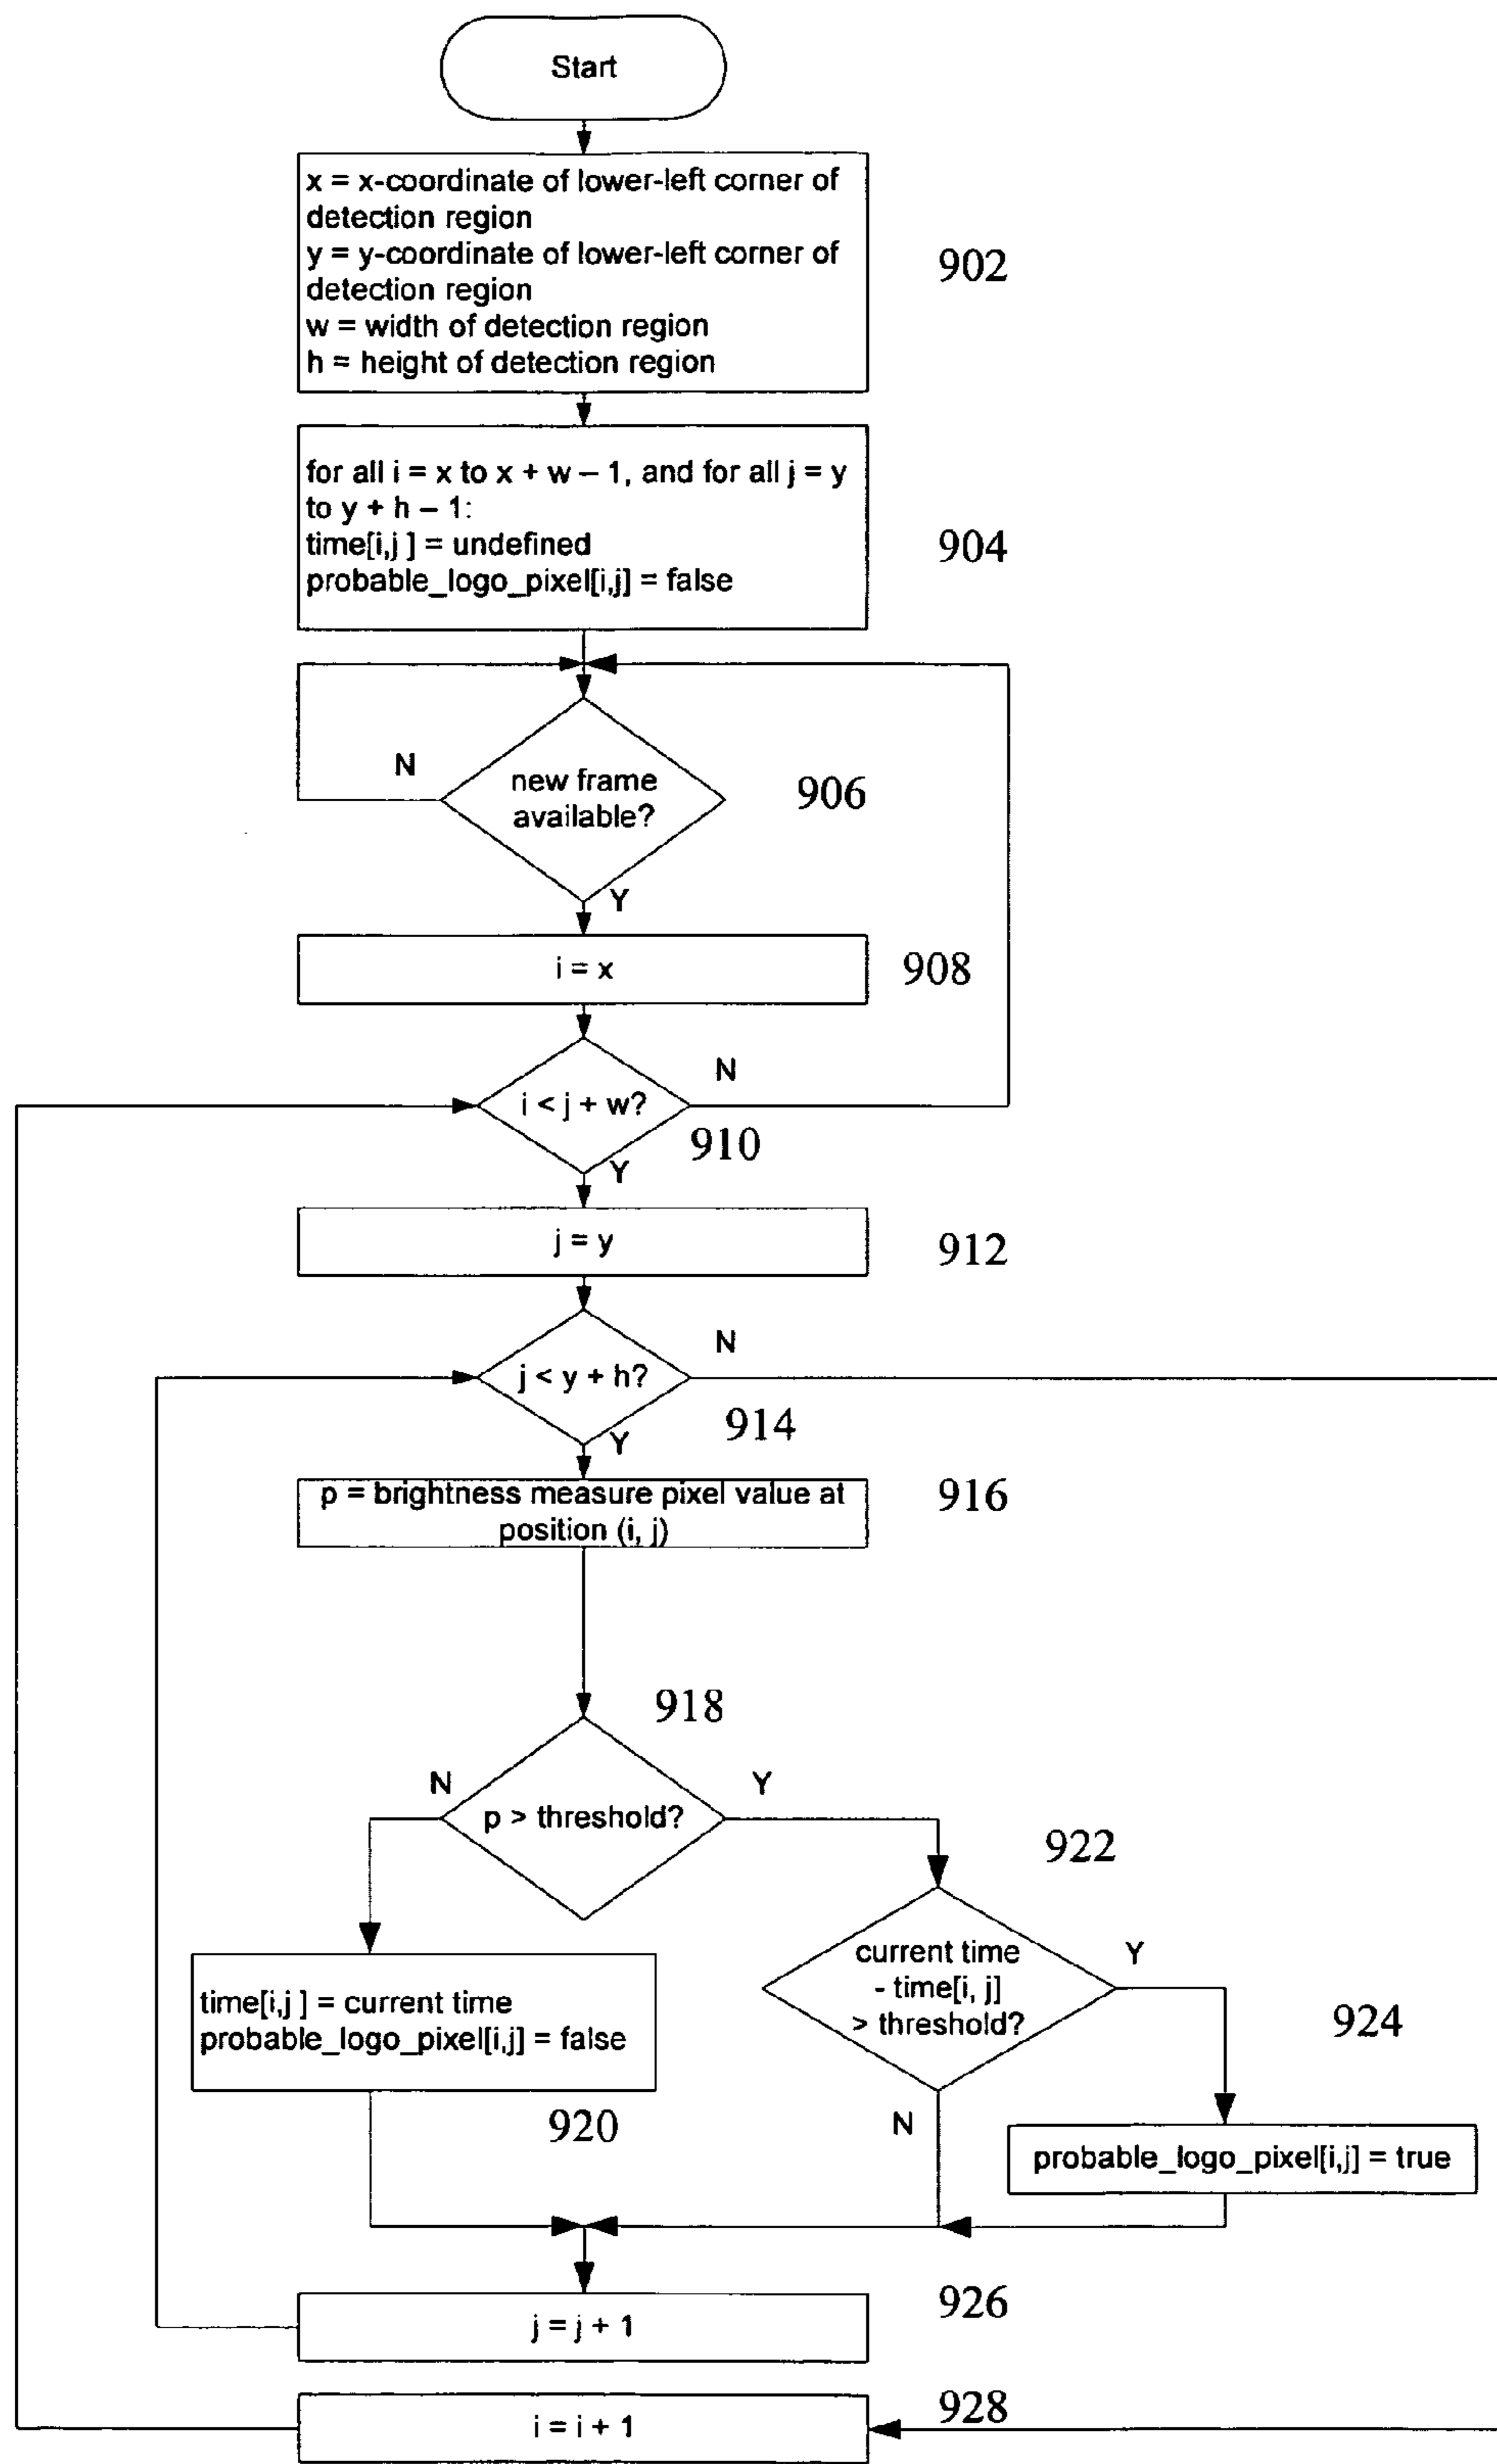 Start
x = x-coordinate of lower-left corner of
detection region
y = y-coordinate of lower-left corner of
detection region
w = width of detection region
h = height of detection region
902
for all i = x to x + w – 1, and for all j = y
to y + h – 1:
time[i,j ] = undefined
probable_logo_pixel[i,j] = false
904
N
new frame
available?
906
Y
i = x
908
N
i < j + w?
910
Y
j = y
912
N
j < y + h?
914
Y
p = brightness measure pixel value at
position (i, j)
916
918
N
Y
p > threshold?
922
current time
- time[i, j]
> threshold?
Y
time[i,j ] = current time
probable_logo_pixel[i,j] = false
924
920
N
probable_logo_pixel[i,j] = true
926
j = j + 1
928
i = i + 1